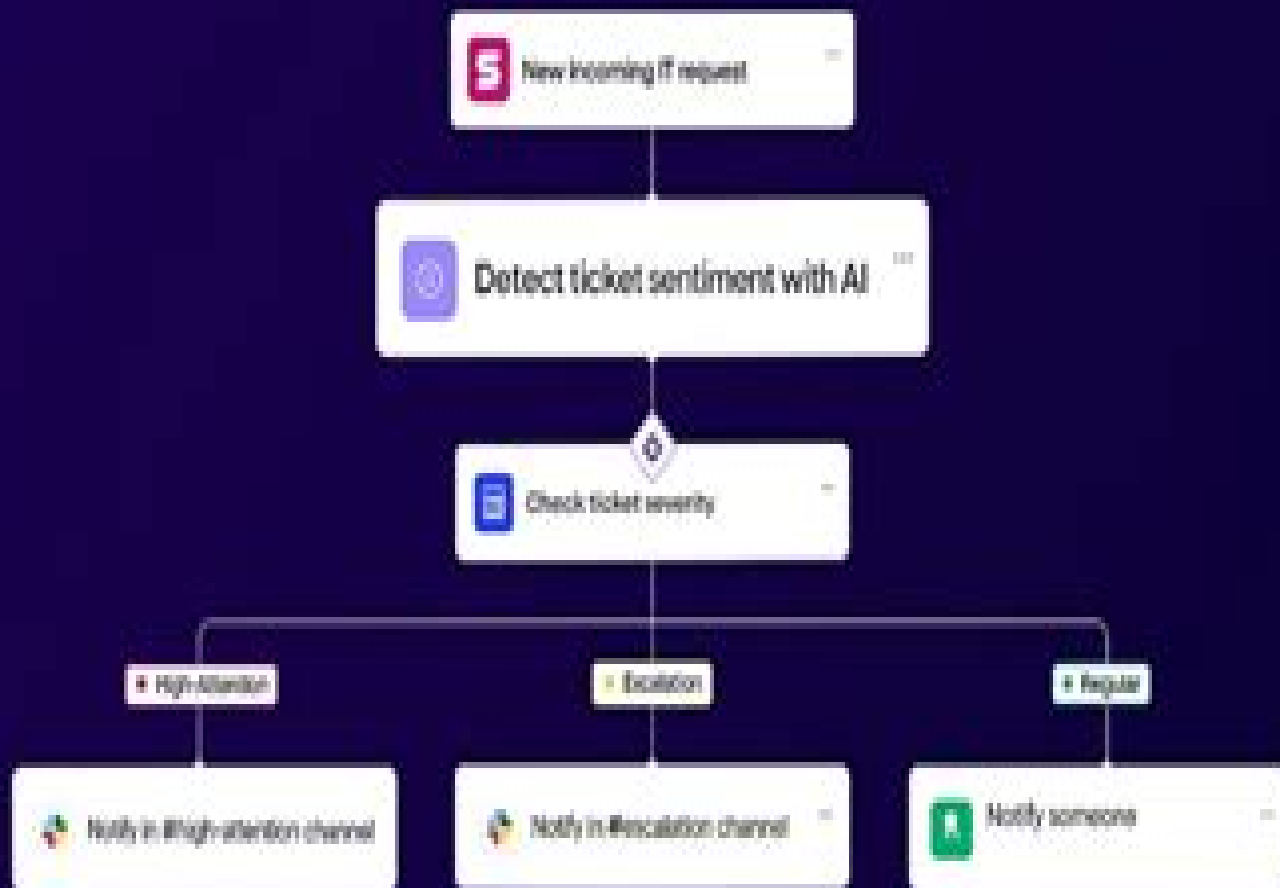 New incoming IT request
Detect ticket sentiment with AI
Check ticket severity
High-Attention
Escalation
Regular
Notify in #high-attention channel
Notify in #escalation channel
Notify someone